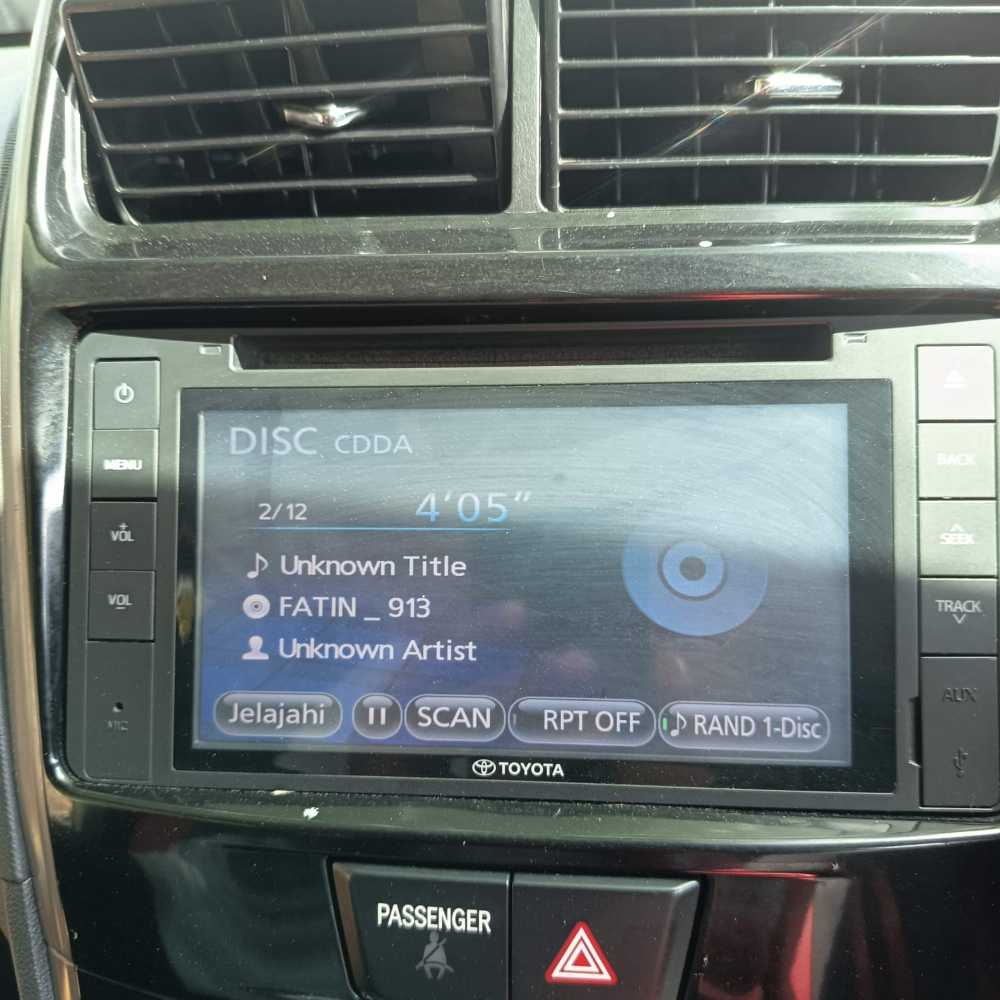 DISC CDDA
2/12 4'05"
Unknown Title
FATIN _ 913
Unknown Artist
Jelajahi SCAN RPT OFF RAND 1-Disc
TOYOTA
MENU
+
VOL
VOL
-
MIC
BACK
SEEK
TRACK
AUX
PASSENGER